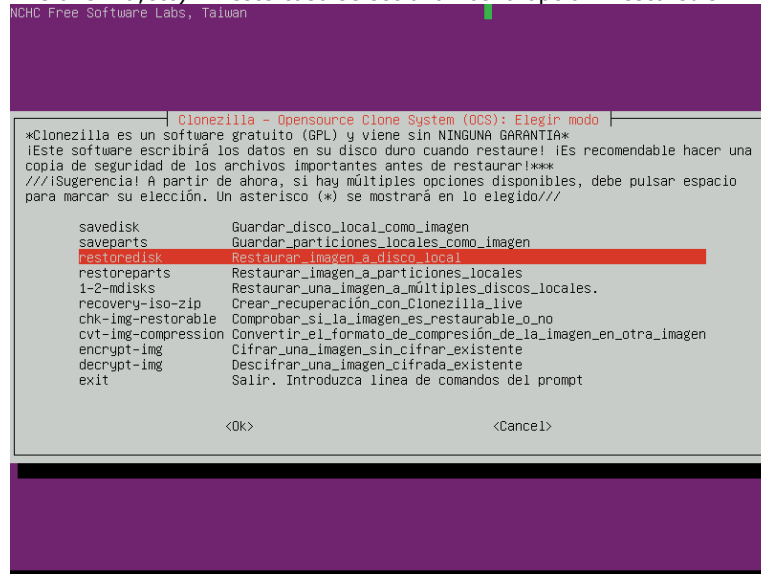 NCHC Free Software Labs, Taiwan
Clonezilla - Opensource Clone System (OCS): Elegir modo
*Clonezilla es un software gratuito (GPL) y viene sin NINGUNA GARANTIA*
¡Este software escribirá los datos en su disco duro cuando restaure! ¡Es recomendable hacer una
copia de seguridad de los archivos importantes antes de restaurar!***
///¡Sugerencia! A partir de ahora, si hay múltiples opciones disponibles, debe pulsar espacio
para marcar su elección. Un asterisco (*) se mostrará en lo elegido///
savedisk Guardar_disco_local_como_imagen
saveparts Guardar_particiones_locales_como_imagen
restoredisk Restaurar_imagen_a_disco_local
restoreparts Restaurar_imagen_a_particiones_locales
1-2-mdisks Restaurar_una_imagen_a_múltiples_discos_locales.
recovery-iso-zip Crear_recuperación_con_Clonezilla_live
chk-img-restorable Comprobar_si_la_imagen_es_restaurable_o_no
cvt-img-compression Convertir_el_formato_de_compresión_de_la_imagen_en_otra_imagen
encrypt-img Cifrar_una_imagen_sin_cifrar_existente
decrypt-img Descifrar_una_imagen_cifrada_existente
exit Salir. Introduzca linea de comandos del prompt
<Ok> <Cancel>